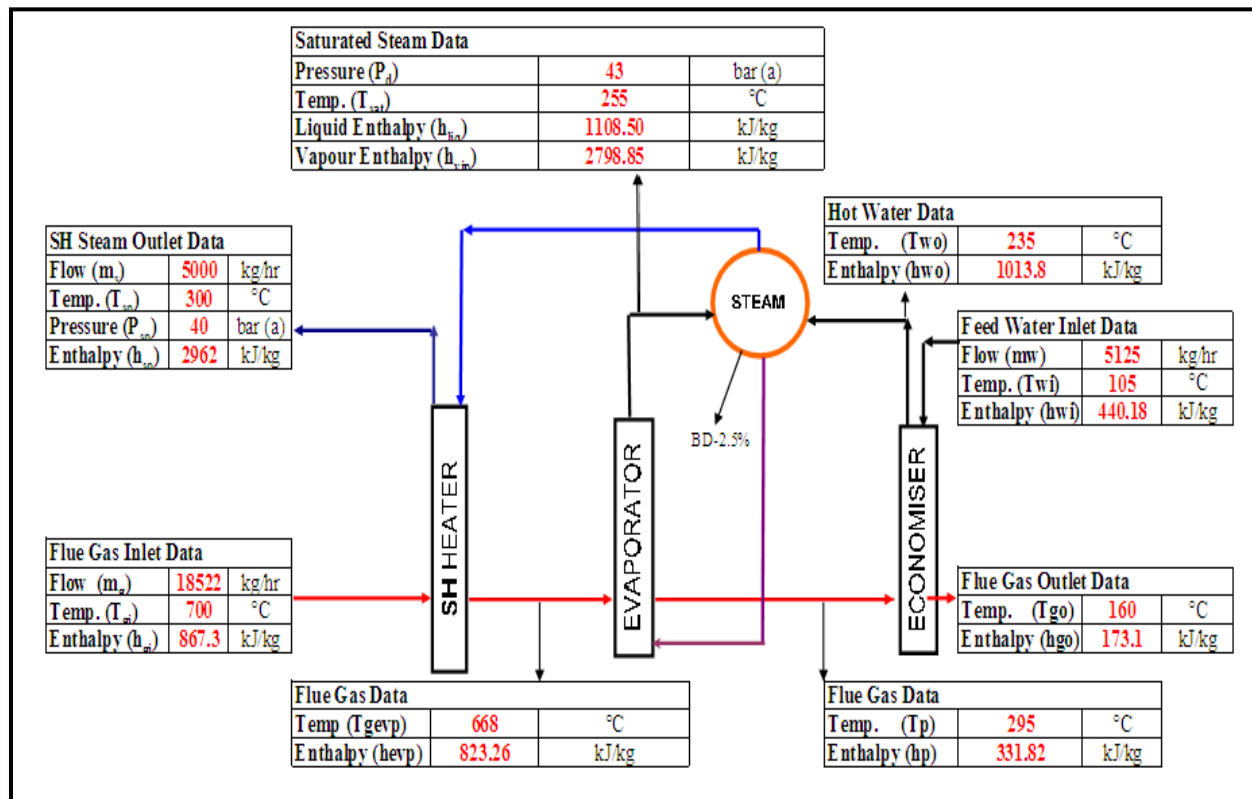 Saturated Steam Data
Pressure (Pd) 43 bar (a)
Temp. (Tsat) 255 °C
Liquid Enthalpy (hliq) 1108.50 kJ/kg
Vapour Enthalpy 2798.85 kJ/kg
Hot Water Data
Temp. (Two) 235 °C
Enthalpy (hwo) 1013.8 kJ/kg
SH Steam Outlet Data
Flow (ms) 5000 kg/hr
Temp. (Tso) 300 °C
Pressure (Pso) 40 bar (a)
Enthalpy (hso) 2962 kJ/kg
STEAM
Feed Water Inlet Data
Flow (mw) 5125 kg/hr
Temp. (Twi) 105 °C
Enthalpy (hwi) 440.18 kJ/kg
BD-2.5%
SH HEATER
EVAPORATOR
ECONOMISER
Flue Gas Inlet Data
Flow (mg) 18522 kg/hr
Temp. (Tgi) 700 °C
Enthalpy (hgi) 867.3 kJ/kg
Flue Gas Outlet Data
Temp. (Tgo) 160 °C
Enthalpy (hgo) 173.1 kJ/kg
Flue Gas Data
Temp (Tgevp) 668 °C
Enthalpy (hevp) 823.26 kJ/kg
Flue Gas Data
Temp. (Tp) 295 °C
Enthalpy (hp) 331.82 kJ/kg